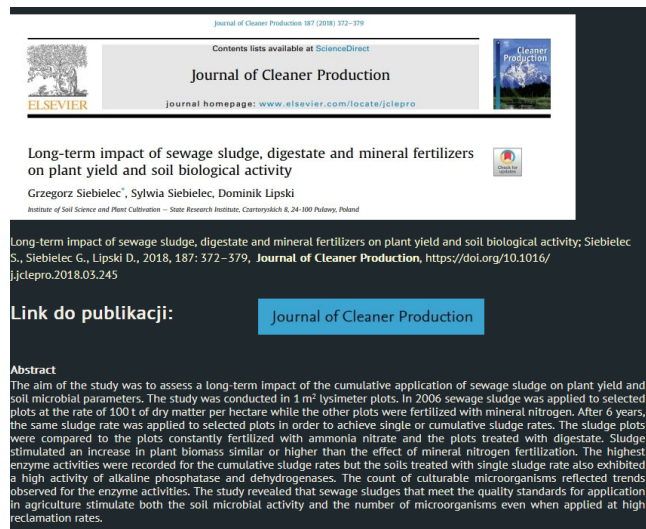 Journal of Cleaner Production 187 (2018) 372–379
Contents lists available at ScienceDirect
Journal of Cleaner Production
journal homepage: www.elsevier.com/locate/jclepro
ELSEVIER
Cleaner
Production
Long-term impact of sewage sludge, digestate and mineral fertilizers
on plant yield and soil biological activity
Check for
updates
Grzegorz Siebielec*, Sylwia Siebielec, Dominik Lipski
Institute of Soil Science and Plant Cultivation – State Research Institute, Czartoryskich 8, 24-100 Pulawy, Poland
Long-term impact of sewage sludge, digestate and mineral fertilizers on plant yield and soil biological activity; Siebielec
S., Siebielec G., Lipski D., 2018, 187: 372–379, Journal of Cleaner Production, https://doi.org/10.1016/
j.jclepro.2018.03.245
Link do publikacji:
Journal of Cleaner Production
Abstract
The aim of the study was to assess a long-term impact of the cumulative application of sewage sludge on plant yield and
soil microbial parameters. The study was conducted in 1 m² lysimeter plots. In 2006 sewage sludge was applied to selected
plots at the rate of 100 t of dry matter per hectare while the other plots were fertilized with mineral nitrogen. After 6 years,
the same sludge rate was applied to selected plots in order to achieve single or cumulative sludge rates. The sludge plots
were compared to the plots constantly fertilized with ammonia nitrate and the plots treated with digestate. Sludge
stimulated an increase in plant biomass similar or higher than the effect of mineral nitrogen fertilization. The highest
enzyme activities were recorded for the cumulative sludge rates but the soils treated with single sludge rate also exhibited
a high activity of alkaline phosphatase and dehydrogenases. The count of culturable microorganisms reflected trends
observed for the enzyme activities. The study revealed that sewage sludges that meet the quality standards for application
in agriculture stimulate both the soil microbial activity and the number of microorganisms even when applied at high
reclamation rates.